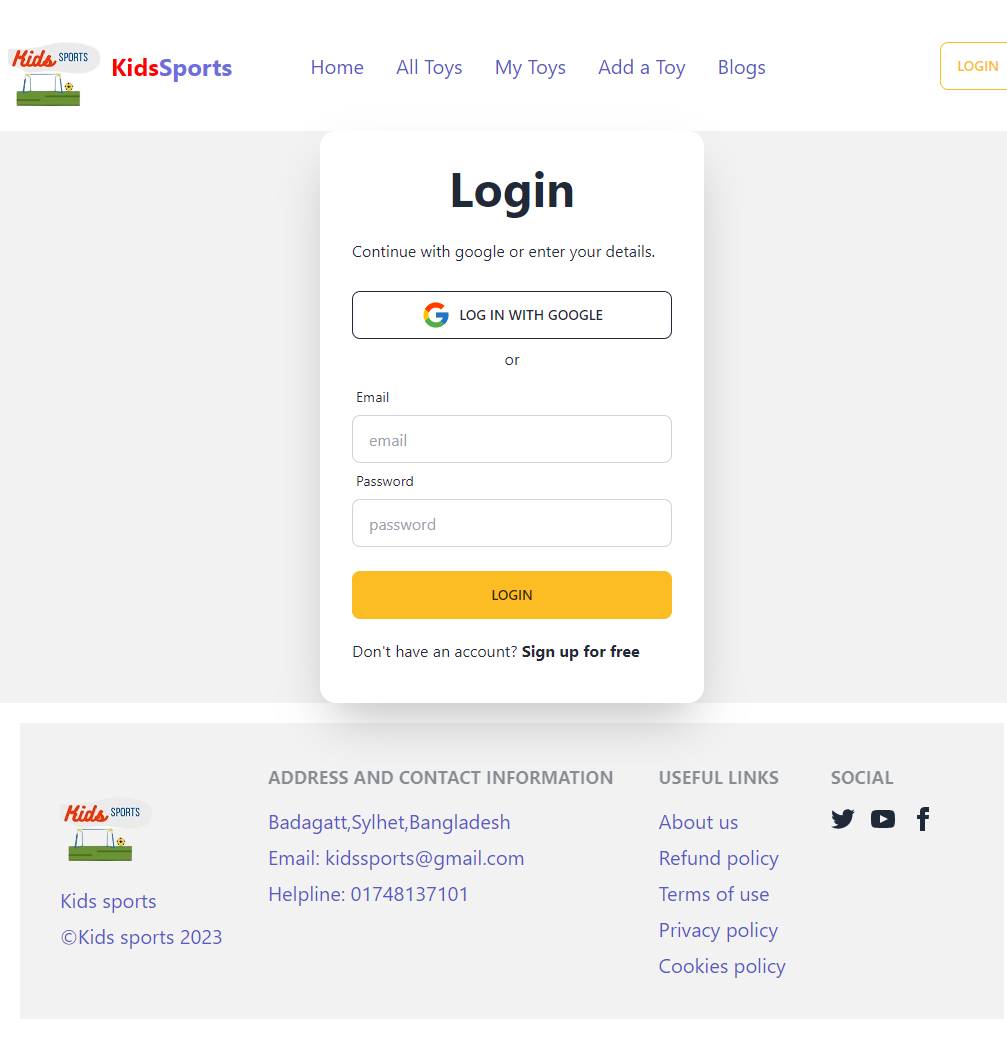 Kids SPORTS
KidsSports
Home All Toys My Toys Add a Toy Blogs
LOGIN
Login
Continue with google or enter your details.
LOG IN WITH GOOGLE
or
Email
email
Password
password
LOGIN
Don't have an account? Sign up for free
Kids SPORTS
Kids sports
©Kids sports 2023
ADDRESS AND CONTACT INFORMATION
Badagatt,Sylhet,Bangladesh
Email: kidssports@gmail.com
Helpline: 01748137101
USEFUL LINKS
About us
Refund policy
Terms of use
Privacy policy
Cookies policy
SOCIAL